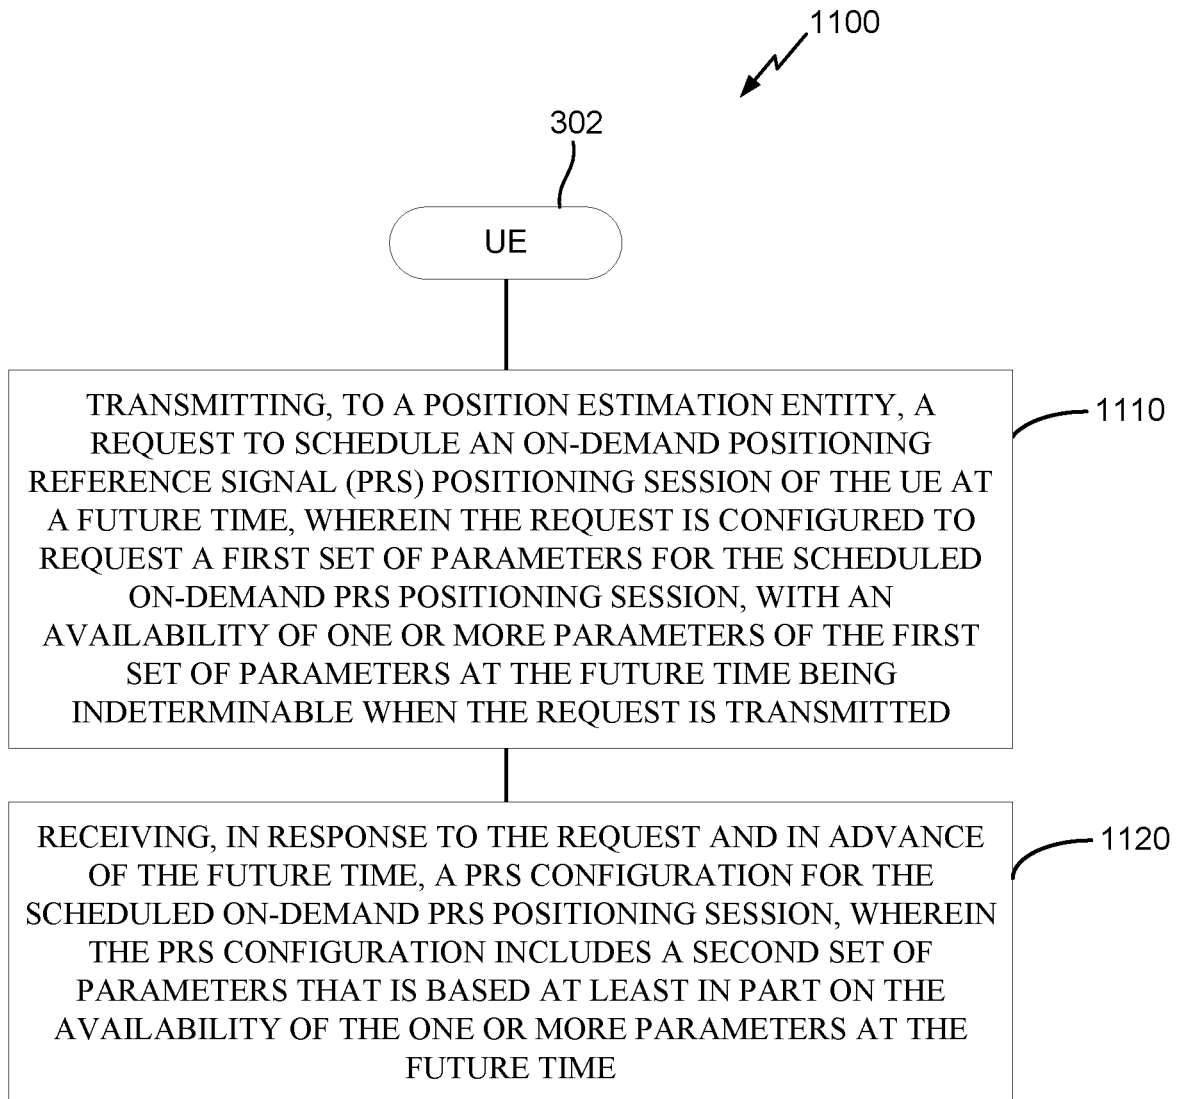 1100
302
UE
TRANSMITTING, TO A POSITION ESTIMATION ENTITY, A
REQUEST TO SCHEDULE AN ON-DEMAND POSITIONING
REFERENCE SIGNAL (PRS) POSITIONING SESSION OF THE UE AT
A FUTURE TIME, WHEREIN THE REQUEST IS CONFIGURED TO
REQUEST A FIRST SET OF PARAMETERS FOR THE SCHEDULED
ON-DEMAND PRS POSITIONING SESSION, WITH AN
AVAILABILITY OF ONE OR MORE PARAMETERS OF THE FIRST
SET OF PARAMETERS AT THE FUTURE TIME BEING
INDETERMINABLE WHEN THE REQUEST IS TRANSMITTED
1110
RECEIVING, IN RESPONSE TO THE REQUEST AND IN ADVANCE
OF THE FUTURE TIME, A PRS CONFIGURATION FOR THE
SCHEDULED ON-DEMAND PRS POSITIONING SESSION, WHEREIN
THE PRS CONFIGURATION INCLUDES A SECOND SET OF
PARAMETERS THAT IS BASED AT LEAST IN PART ON THE
AVAILABILITY OF THE ONE OR MORE PARAMETERS AT THE
FUTURE TIME
1120